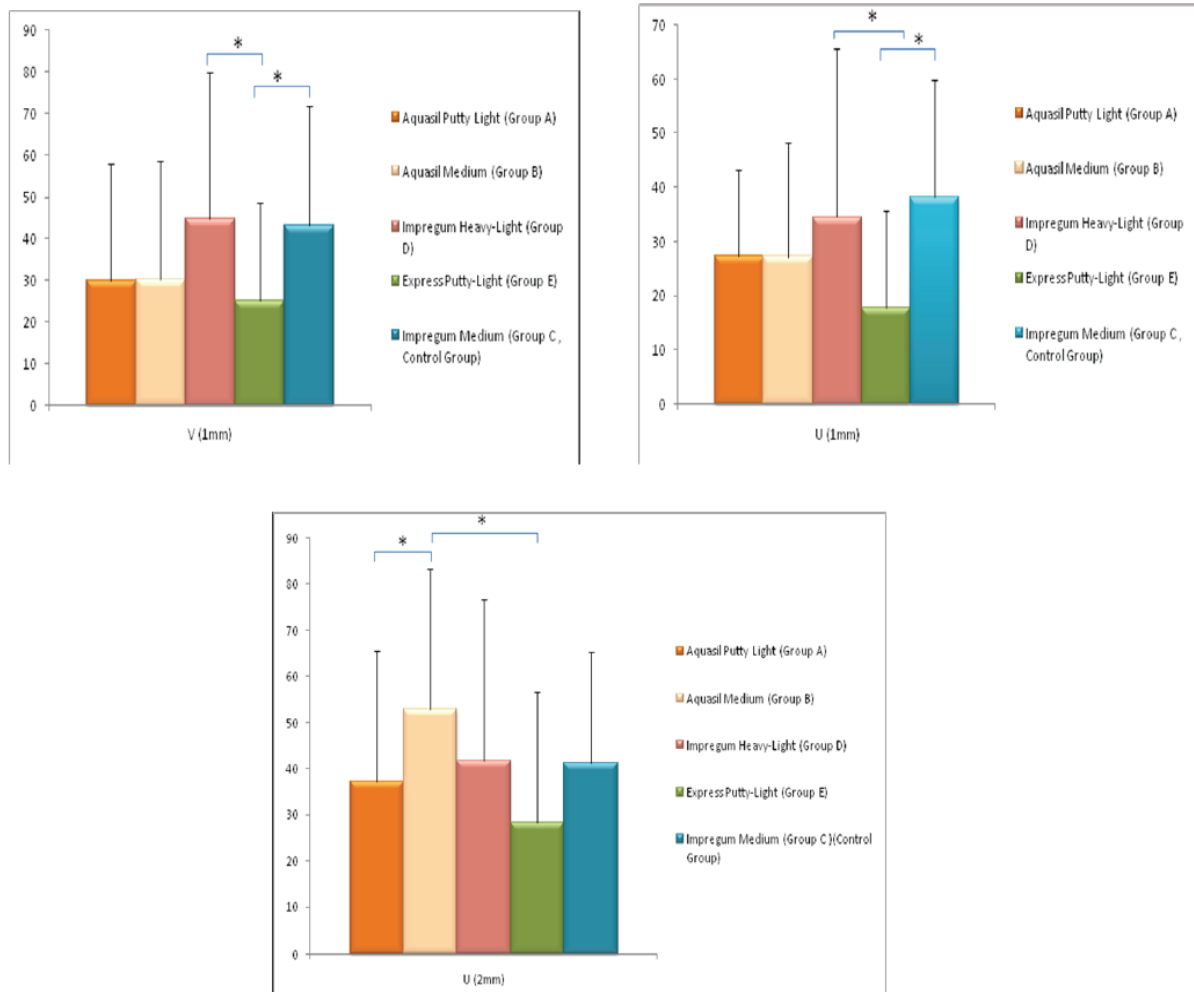 90
80
70
60
50
40
30
20
10
0
*
*
V (1mm)
Aquasil Putty Light (Group A)
Aquasil Medium (Group B)
Impregum Heavy-Light (Group
D)
Express Putty-Light (Group E)
Impregum Medium (Group C ,
Control Group)
70
60
50
40
30
20
10
0
*
*
U (1mm)
Aquasil Putty Light (Group A)
Aquasil Medium (Group B)
Impregum Heavy-Light (Group
D)
Express Putty-Light (Group E)
Impregum Medium (Group C ,
Control Group)
90
80
70
60
50
40
30
20
10
0
*
*
U (2mm)
Aquasil Putty Light (Group A)
Aquasil Medium (Group B)
Impregum Heavy-Light (Group D)
Express Putty-Light (Group E)
Impregum Medium (Group C )(Control
Group)